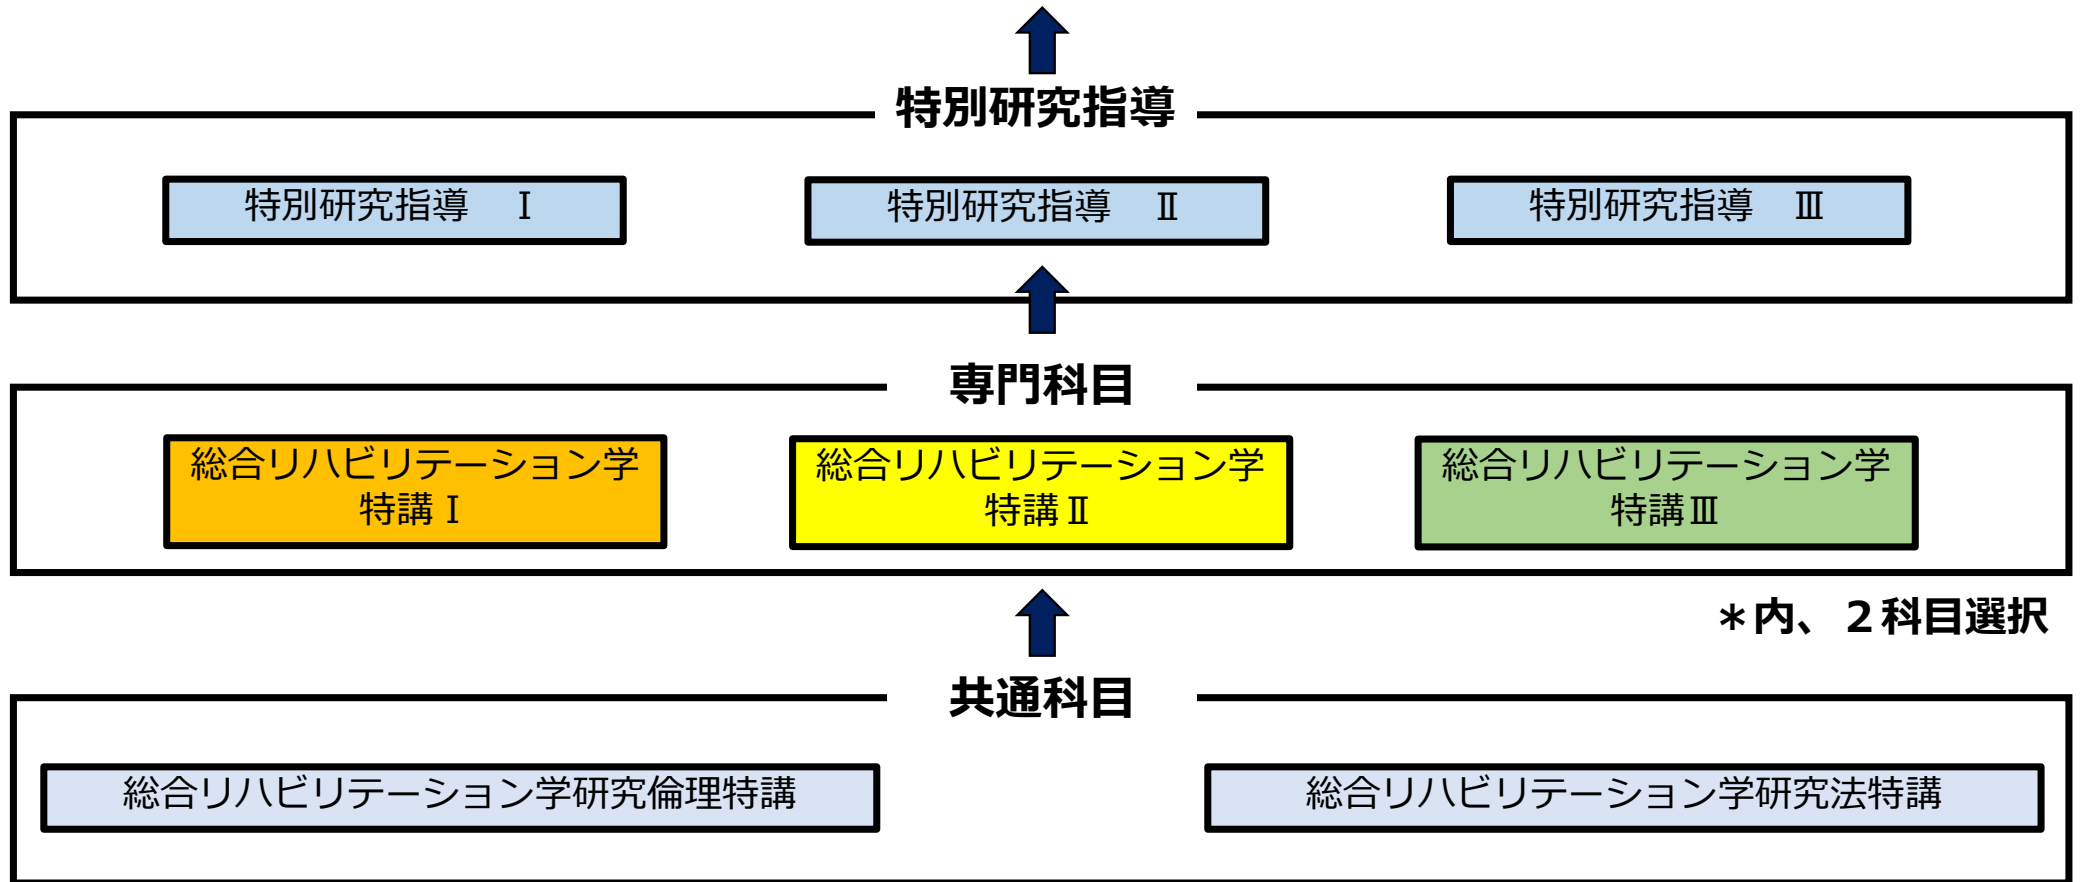 特別研究指導
特別研究指導　Ⅰ
特別研究指導　Ⅱ
特別研究指導　Ⅲ
専門科目
総合リハビリテーション学
特講Ⅰ
総合リハビリテーション学
特講Ⅱ
総合リハビリテーション学
特講Ⅲ
＊内、２科目選択
共通科目
総合リハビリテーション学研究倫理特講
総合リハビリテーション学研究法特講